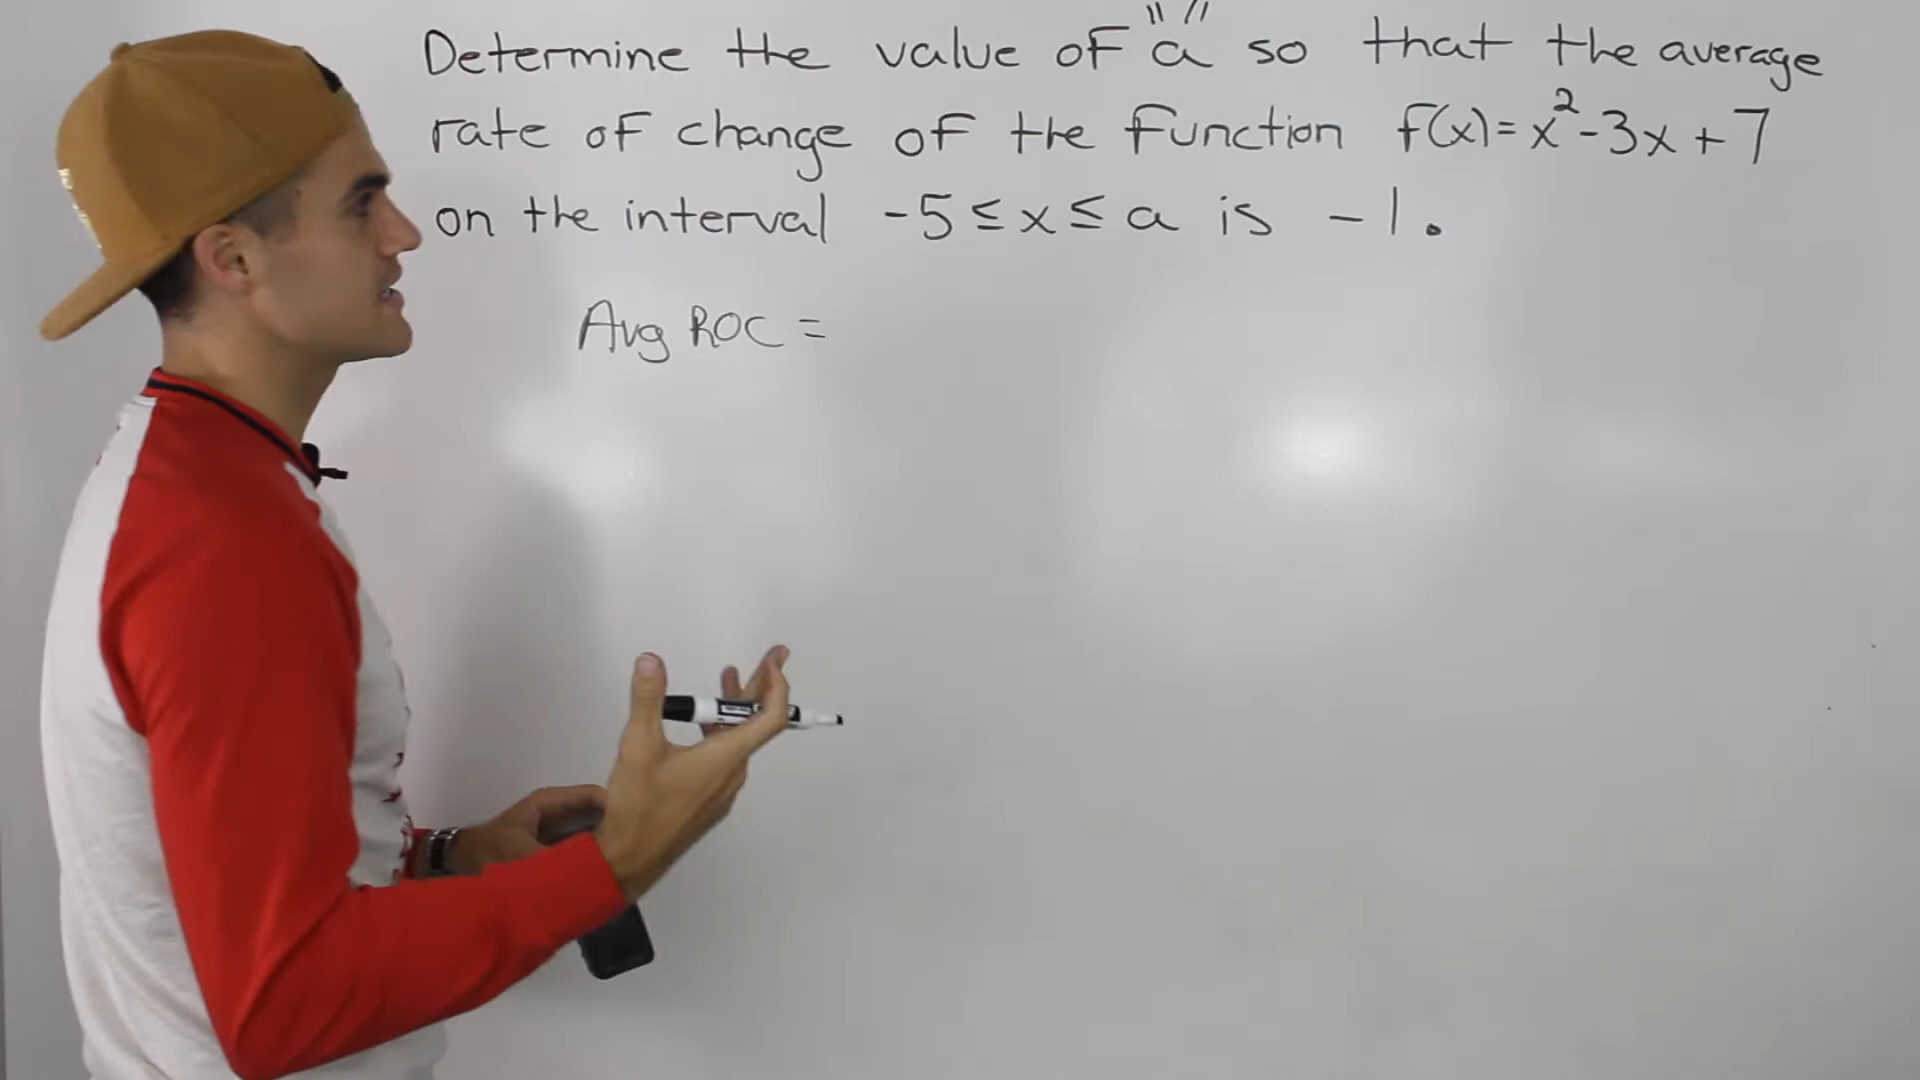 Determine the value of "a" so that the average
rate of change of the function f(x)=x²-3x+7
on the interval -5≤x≤a is -1.
Avg ROC =